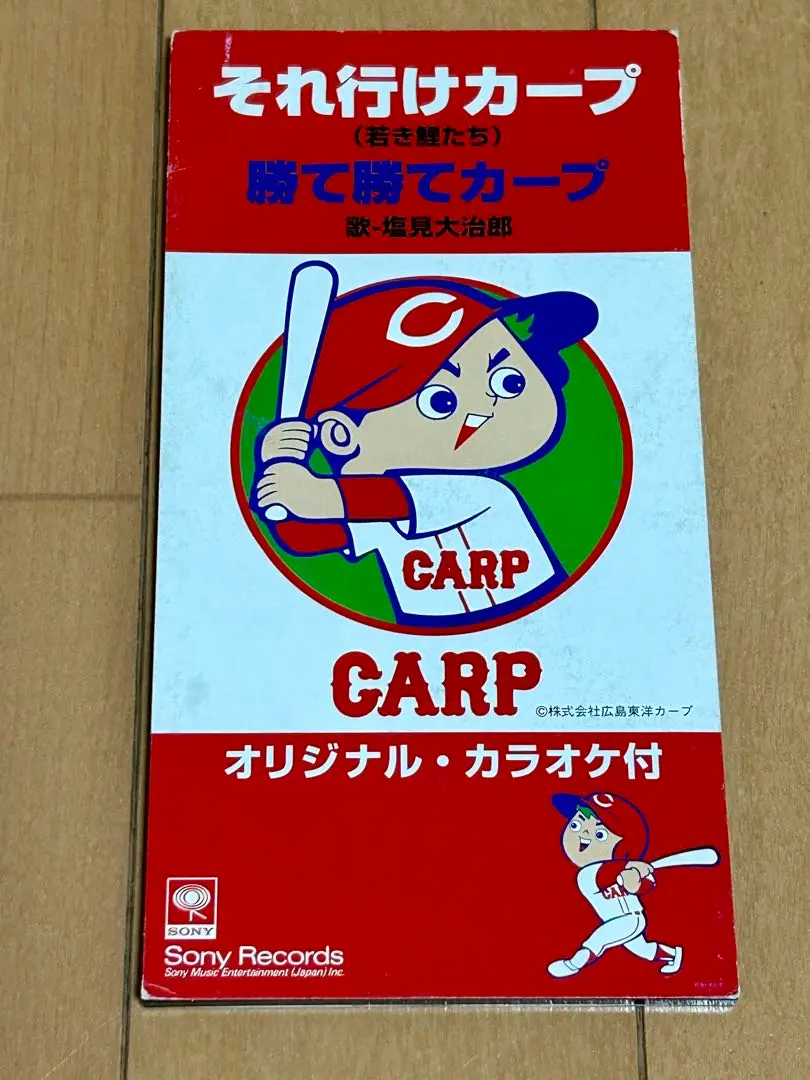 それ行けカープ
(若き鯉たち)
勝て勝てカープ
歌-塩見大治郎
C
CARP
CARP
©株式会社広島東洋カープ
オリジナル・カラオケ付
C
CAR
SONY
Sony Records
Sony Music Entertainment (Japan) Inc.